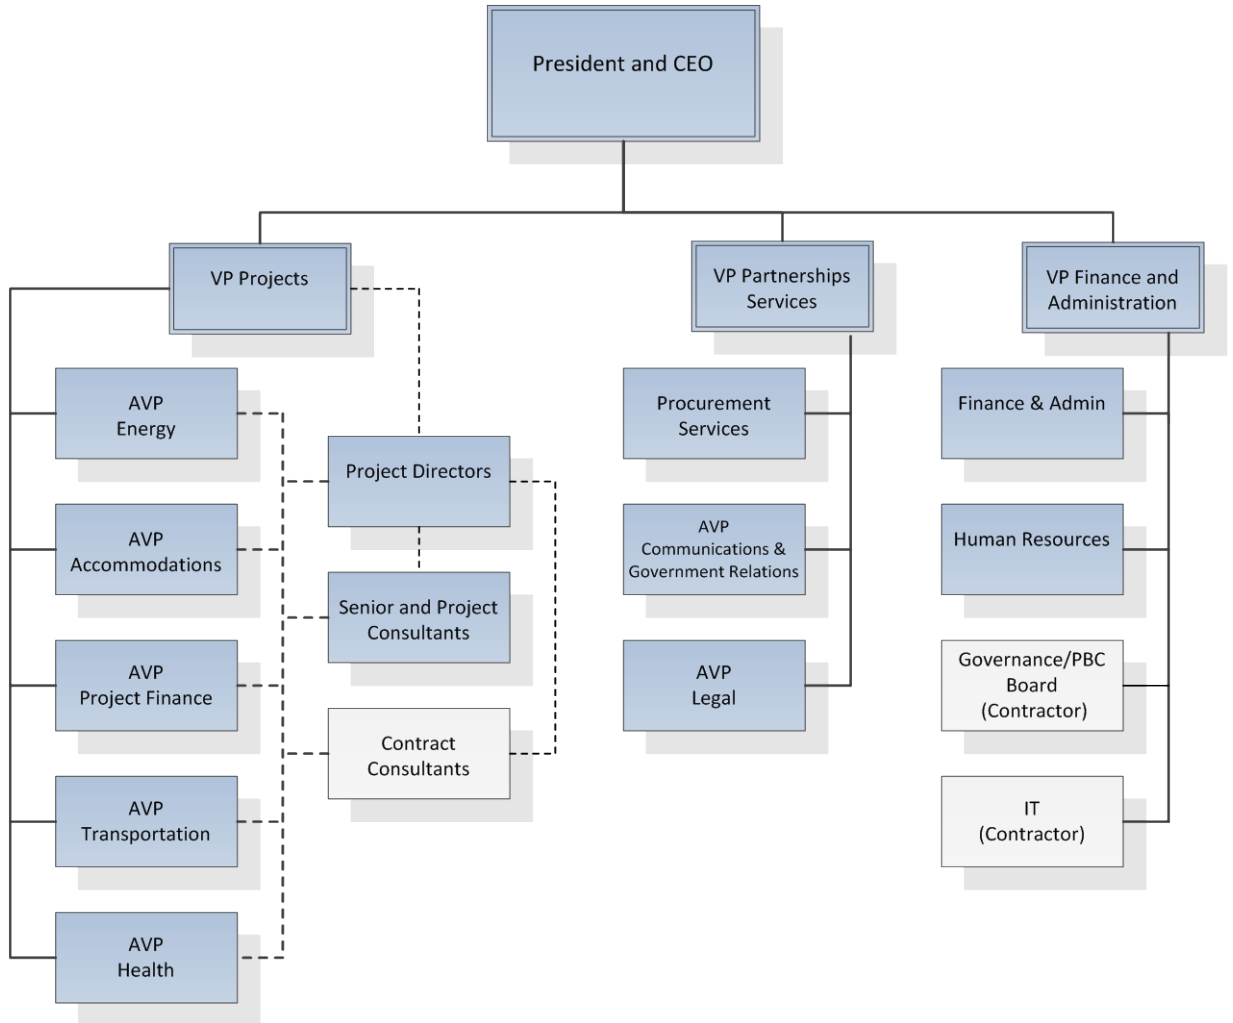 President and CEO
VP Projects
VP Partnerships
Services
VP Finance and
Administration
AVP
Energy
AVP
Accommodations
AVP
Project Finance
AVP
Transportation
AVP
Health
Project Directors
Senior and Project
Consultants
Contract
Consultants
Procurement
Services
AVP
Communications &
Government Relations
AVP
Legal
Finance & Admin
Human Resources
Governance/PBC
Board
(Contractor)
IT
(Contractor)